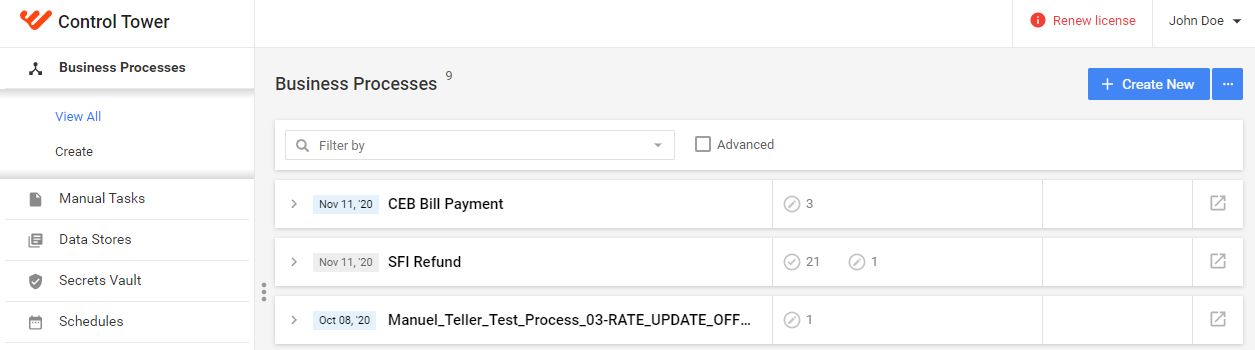 Control Tower
Renew license
John Doe
Business Processes
View All
Create
Manual Tasks
Data Stores
Secrets Vault
Schedules
Business Processes 9
+ Create New ...
Filter by
Advanced
Nov 11, '20 CEB Bill Payment 3
Nov 11, '20 SFI Refund 21 1
Oct 08, '20 Manuel_Teller_Test_Process_03-RATE_UPDATE_OFF... 1